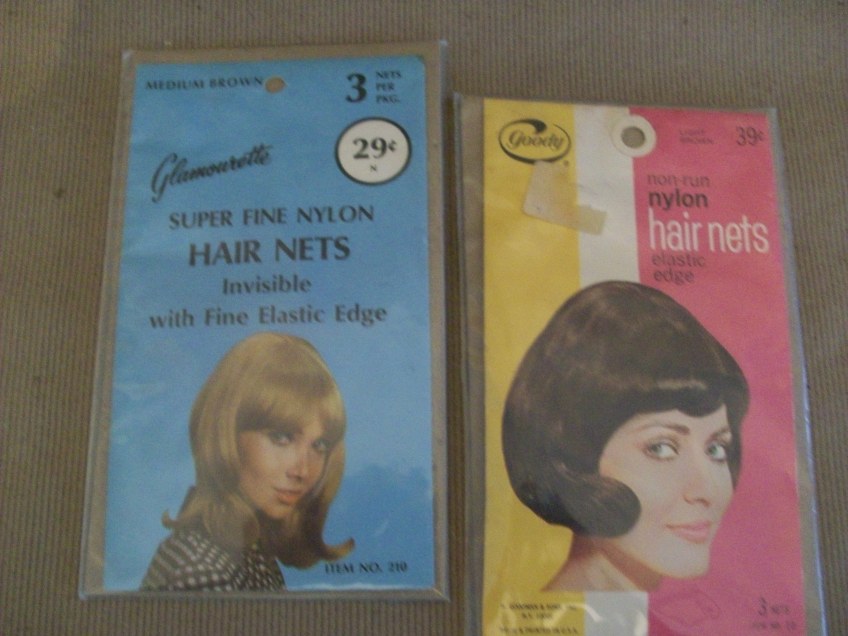 MEDIUM BROWN
3 NETS
PER
PKG.
29¢
N
Glamourette
SUPER FINE NYLON
HAIR NETS
Invisible
with Fine Elastic Edge
ITEM NO. 210
Goody
LIGHT
BROWN
39¢
non-run
nylon
hair nets
elastic
edge
3 NETS